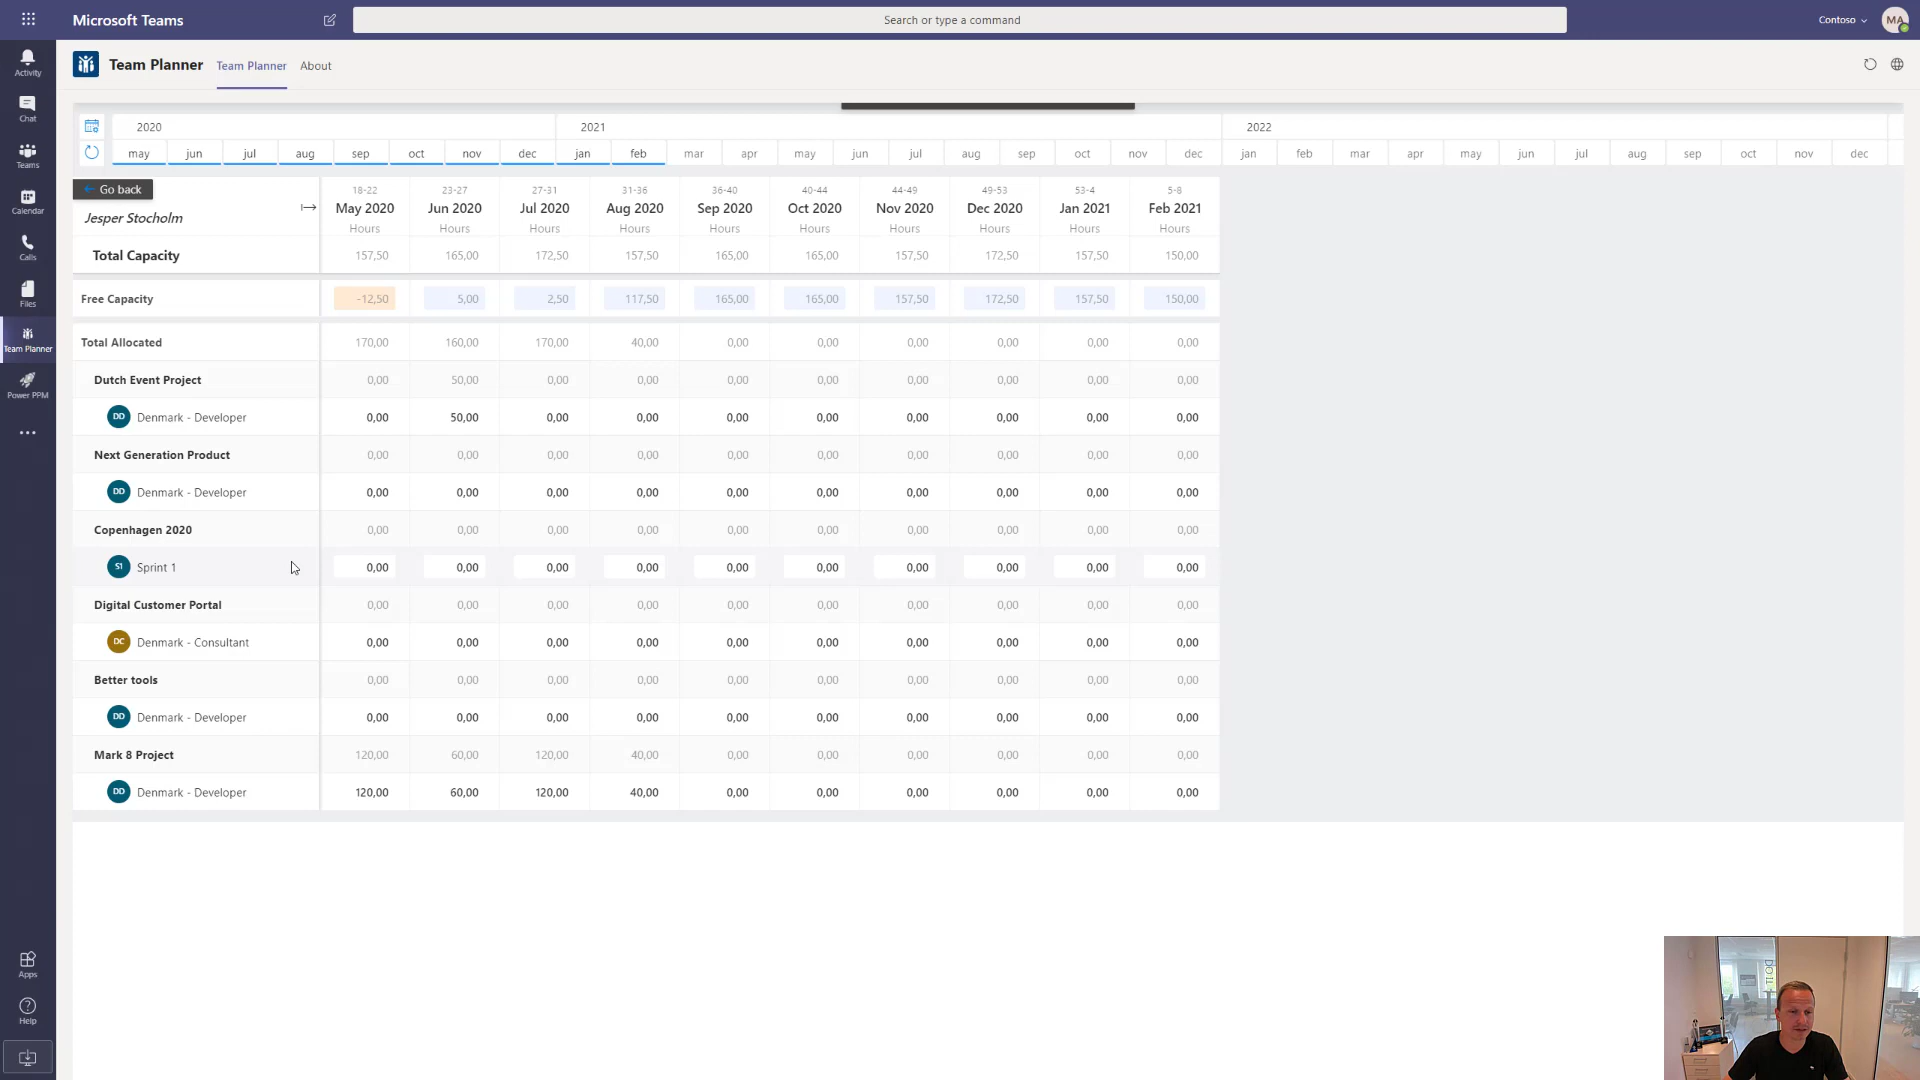 Microsoft Teams
Search or type a command
Contoso
MA
Activity
Chat
Teams
Calendar
Calls
Files
Team Planner
Power PPM
Apps
Help
Team Planner Team Planner About
2020 2021 2022
may jun jul aug sep oct nov dec jan feb mar apr may jun jul aug sep oct nov dec jan feb mar apr may jun jul aug sep oct nov dec
Go back
Jesper Stocholm
18-22 23-27 27-31 31-36 36-40 40-44 44-49 49-53 53-4 5-8
May 2020 Jun 2020 Jul 2020 Aug 2020 Sep 2020 Oct 2020 Nov 2020 Dec 2020 Jan 2021 Feb 2021
Hours Hours Hours Hours Hours Hours Hours Hours Hours Hours
Total Capacity 157,50 165,00 172,50 157,50 165,00 165,00 157,50 172,50 157,50 150,00
Free Capacity -12,50 5,00 2,50 117,50 165,00 165,00 157,50 172,50 157,50 150,00
Total Allocated 170,00 160,00 170,00 40,00 0,00 0,00 0,00 0,00 0,00 0,00
Dutch Event Project 0,00 50,00 0,00 0,00 0,00 0,00 0,00 0,00 0,00 0,00
DD Denmark - Developer 0,00 50,00 0,00 0,00 0,00 0,00 0,00 0,00 0,00 0,00
Next Generation Product 0,00 0,00 0,00 0,00 0,00 0,00 0,00 0,00 0,00 0,00
DD Denmark - Developer 0,00 0,00 0,00 0,00 0,00 0,00 0,00 0,00 0,00 0,00
Copenhagen 2020 0,00 0,00 0,00 0,00 0,00 0,00 0,00 0,00 0,00 0,00
S1 Sprint 1 0,00 0,00 0,00 0,00 0,00 0,00 0,00 0,00 0,00 0,00
Digital Customer Portal 0,00 0,00 0,00 0,00 0,00 0,00 0,00 0,00 0,00 0,00
DC Denmark - Consultant 0,00 0,00 0,00 0,00 0,00 0,00 0,00 0,00 0,00 0,00
Better tools 0,00 0,00 0,00 0,00 0,00 0,00 0,00 0,00 0,00 0,00
DD Denmark - Developer 0,00 0,00 0,00 0,00 0,00 0,00 0,00 0,00 0,00 0,00
Mark 8 Project 120,00 60,00 120,00 40,00 0,00 0,00 0,00 0,00 0,00 0,00
DD Denmark - Developer 120,00 60,00 120,00 40,00 0,00 0,00 0,00 0,00 0,00 0,00